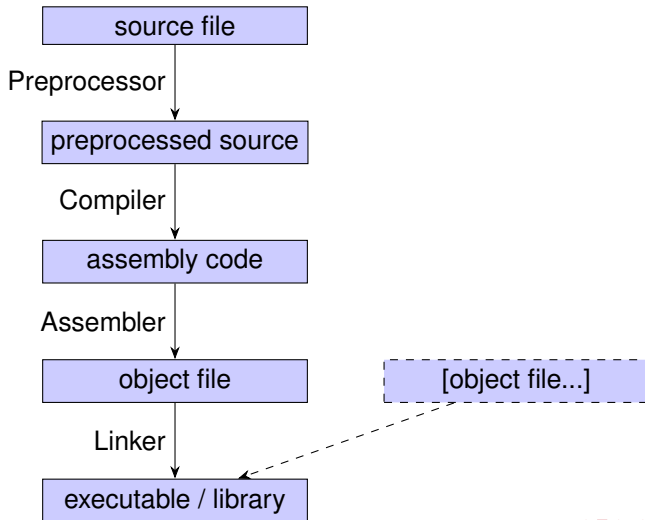 source file
Preprocessor
preprocessed source
Compiler
assembly code
Assembler
object file
[object file...]
Linker
executable / library